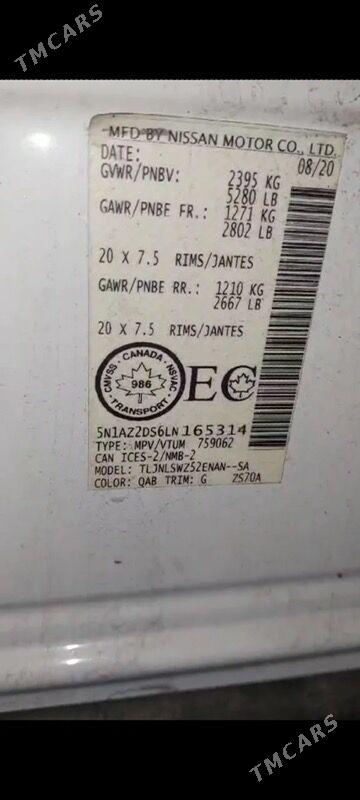 TMCARS
MFD BY NISSAN MOTOR CO., LTD.
DATE: 08/20
GVWR/PNBV: 2395 KG
5280 LB
GAWR/PNBE FR.: 1271 KG
2802 LB
20 X 7.5 RIMS/JANTES
GAWR/PNBE RR.: 1210 KG
2667 LB
20 X 7.5 RIMS/JANTES
CMVSS · CANADA · NSVAC
986
TRANSPORT
EC
5N1AZ2DS6LN165314
TYPE: MPV/VTUM 759062
CAN ICES-2/NMB-2
MODEL: TLJNLSWZ52ENAN--SA
COLOR: QAB TRIM: G ZS70A
TMCARS